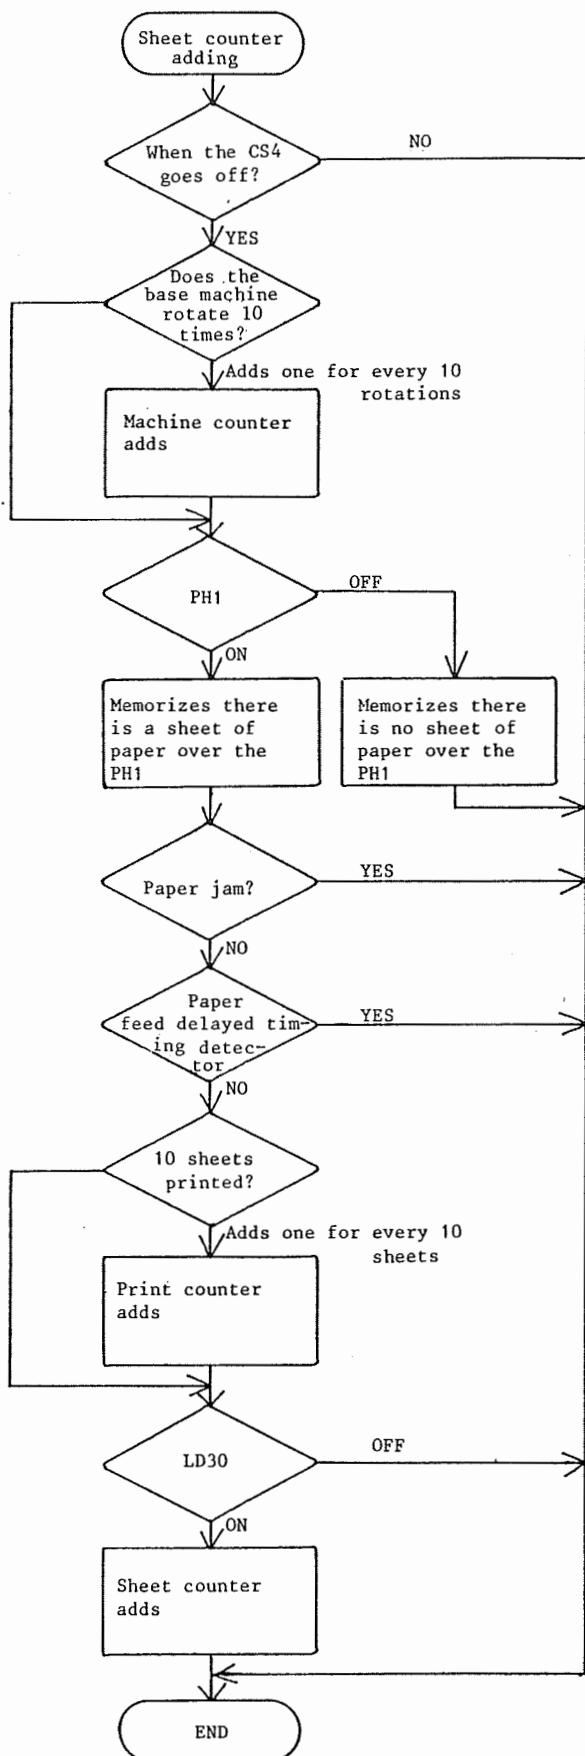 Sheet counter
adding
When the CS4
goes off?
NO
YES
Does the
base machine
rotate 10
times?
Adds one for every 10
rotations
Machine counter
adds
PH1
OFF
ON
Memorizes there
is a sheet of
paper over the
PH1
Memorizes there
is no sheet of
paper over the
PH1
Paper jam?
YES
NO
Paper
feed delayed tim-
ing detec-
tor
YES
NO
10 sheets
printed?
Adds one for every 10
sheets
Print counter
adds
LD30
OFF
ON
Sheet counter
adds
END